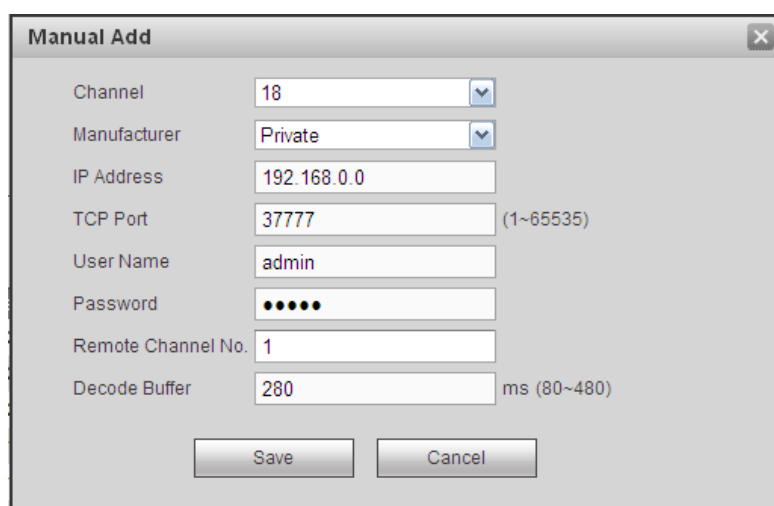 Manual Add
Channel 18
Manufacturer Private
IP Address 192.168.0.0
TCP Port 37777 (1~65535)
User Name admin
Password •••••
Remote Channel No. 1
Decode Buffer 280 ms (80~480)
Save Cancel